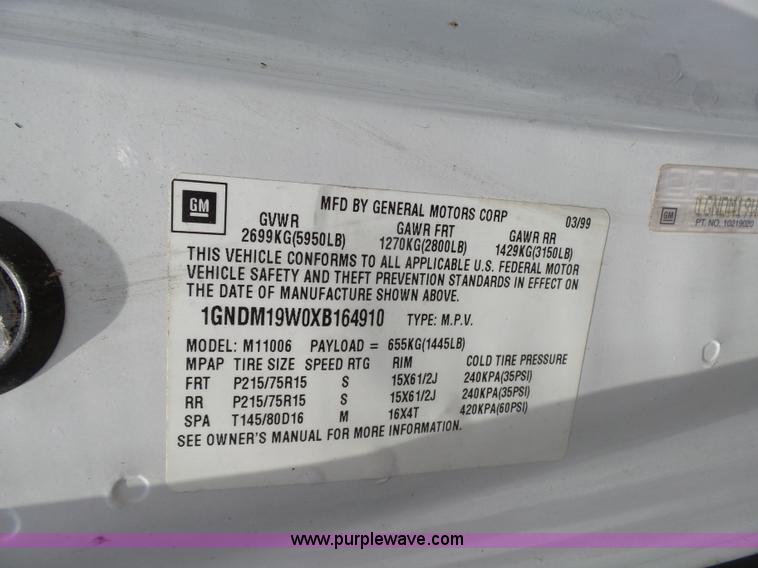 GM
MFD BY GENERAL MOTORS CORP 03/99
GVWR GAWR FRT GAWR RR
2699KG(5950LB) 1270KG(2800LB) 1429KG(3150LB)
THIS VEHICLE CONFORMS TO ALL APPLICABLE U.S. FEDERAL MOTOR
VEHICLE SAFETY AND THEFT PREVENTION STANDARDS IN EFFECT ON
THE DATE OF MANUFACTURE SHOWN ABOVE.
1GNDM19W0XB164910 TYPE: M.P.V.
MODEL: M11006 PAYLOAD = 655KG(1445LB)
MPAP TIRE SIZE SPEED RTG RIM COLD TIRE PRESSURE
FRT P215/75R15 S 15X61/2J 240KPA(35PSI)
RR P215/75R15 S 15X61/2J 240KPA(35PSI)
SPA T145/80D16 M 16X4T 420KPA(60PSI)
SEE OWNER'S MANUAL FOR MORE INFORMATION.
GM
PT. NO. 10219020
www.purplewave.com